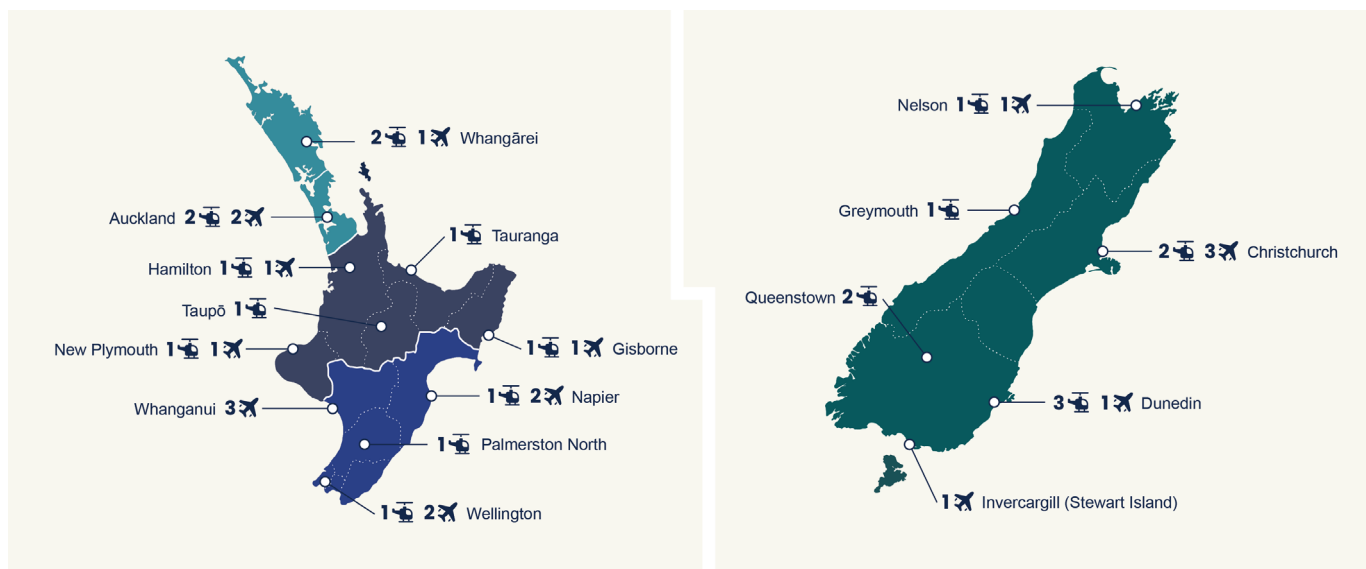 2 1 Whangārei
Auckland 2 2
1 Tauranga
Hamilton 1 1
Taupō 1
New Plymouth 1 1
1 1 Gisborne
1 2 Napier
Whanganui 3
1 Palmerston North
1 2 Wellington
Nelson 1 1
Greymouth 1
2 3 Christchurch
Queenstown 2
3 1 Dunedin
1 Invercargill (Stewart Island)